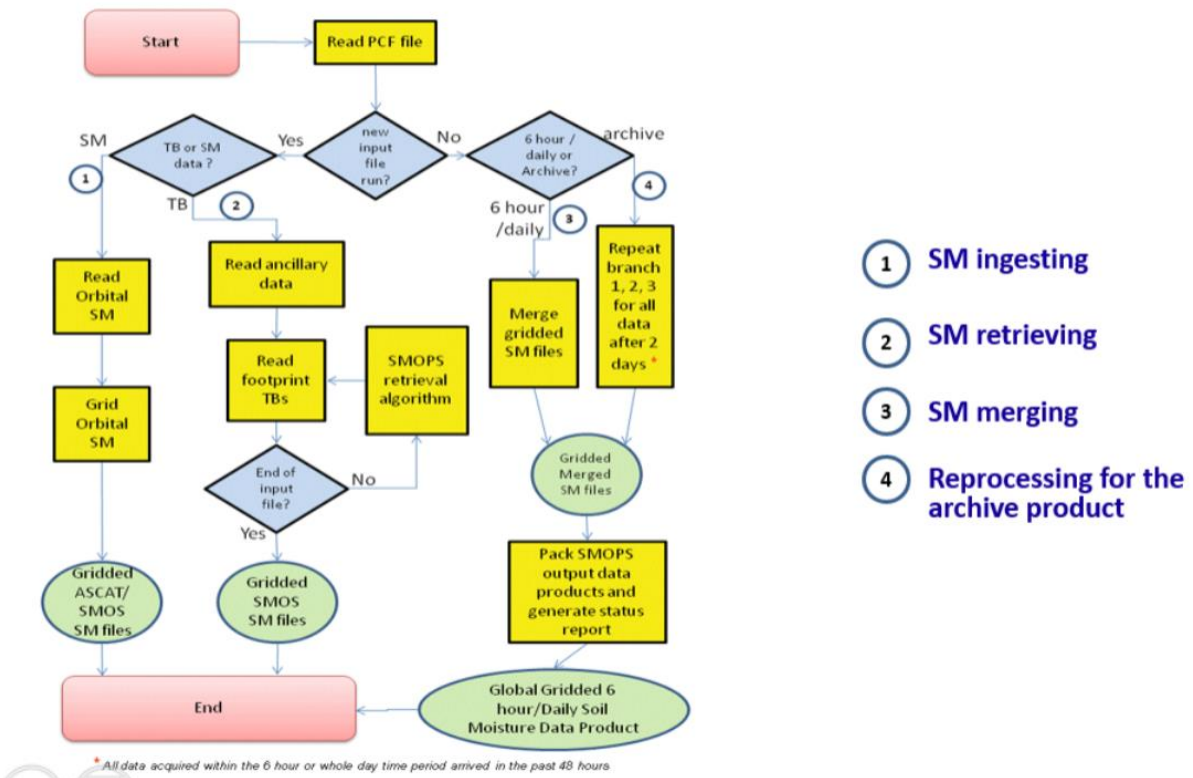 Start
Read PCF file
new
input
file
run?
Yes
No
TB or SM
data ?
SM
1
TB
2
6 hour /
daily or
Archive?
archive
4
6 hour
/daily
3
Read
Orbital
SM
Grid
Orbital
SM
Gridded
ASCAT/
SMOS
SM files
Read ancillary
data
Read
footprint
TBs
SMOPS
retrieval
algorithm
End of
input
file?
No
Yes
Gridded
SMOS
SM files
Merge
gridded
SM files
Repeat
branch
1, 2, 3
for all
data
after 2
days *
Gridded
Merged
SM files
Pack SMOPS
output data
products and
generate status
report
Global Gridded 6
hour/Daily Soil
Moisture Data Product
End
* All data acquired within the 6 hour or whole day time period arrived in the past 48 hours
1 SM ingesting
2 SM retrieving
3 SM merging
4 Reprocessing for the
archive product